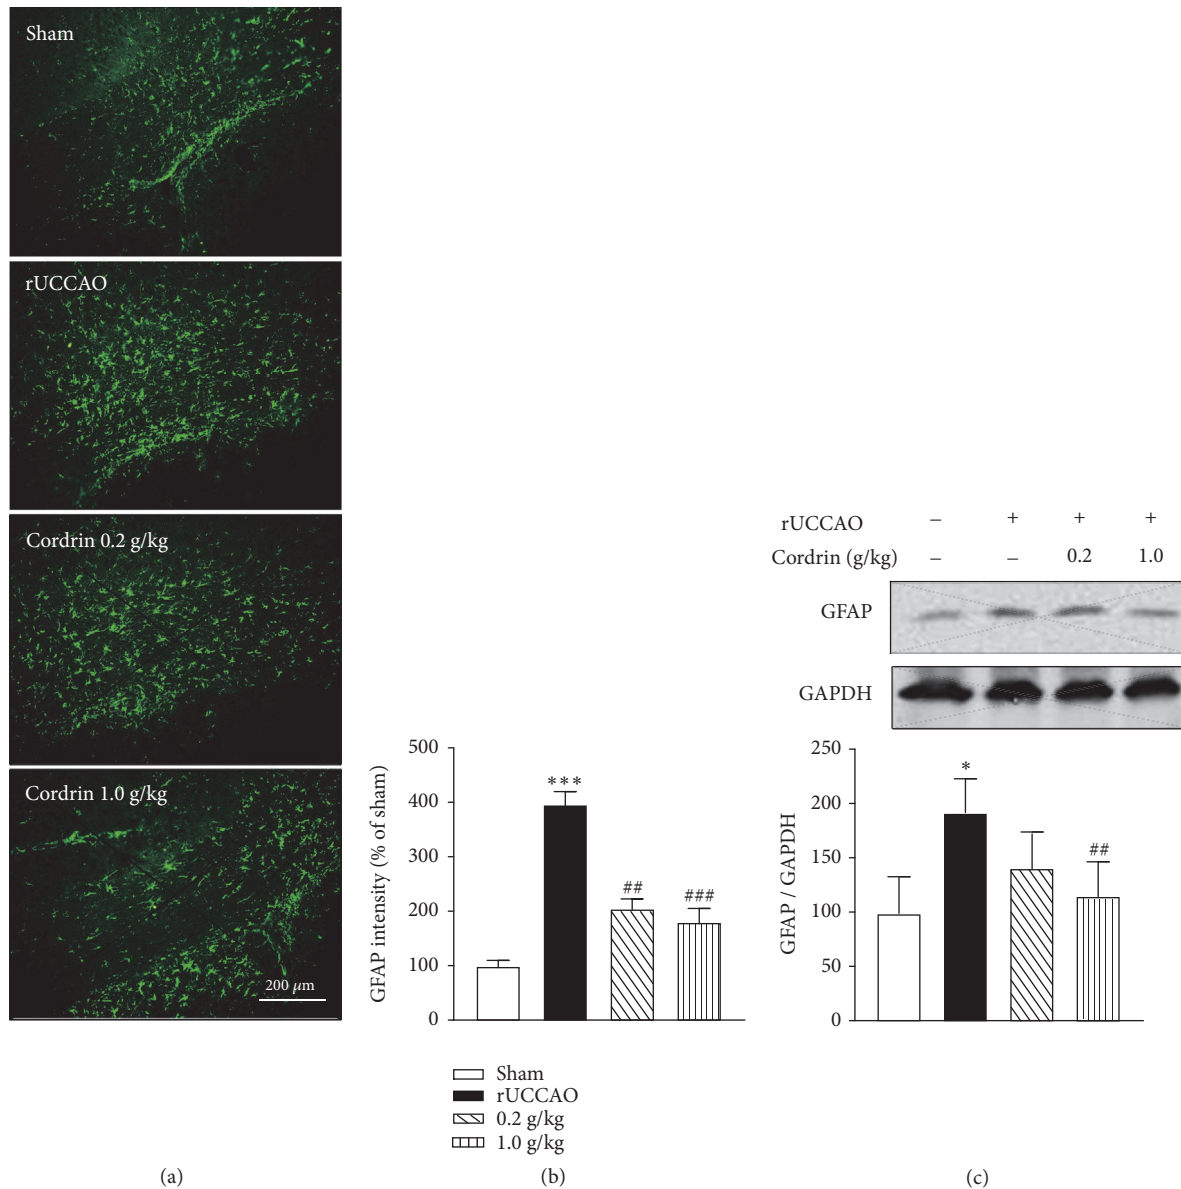 Sham
rUCCAO
Cordrin 0.2 g/kg
Cordrin 1.0 g/kg
200 μm
(a)
GFAP intensity (% of sham)
500
400
300
200
100
0
***
##
###
Sham
rUCCAO
0.2 g/kg
1.0 g/kg
(b)
rUCCAO – + + +
Cordrin (g/kg) – – 0.2 1.0
GFAP
GAPDH
GFAP / GAPDH
250
200
150
100
50
0
*
##
(c)